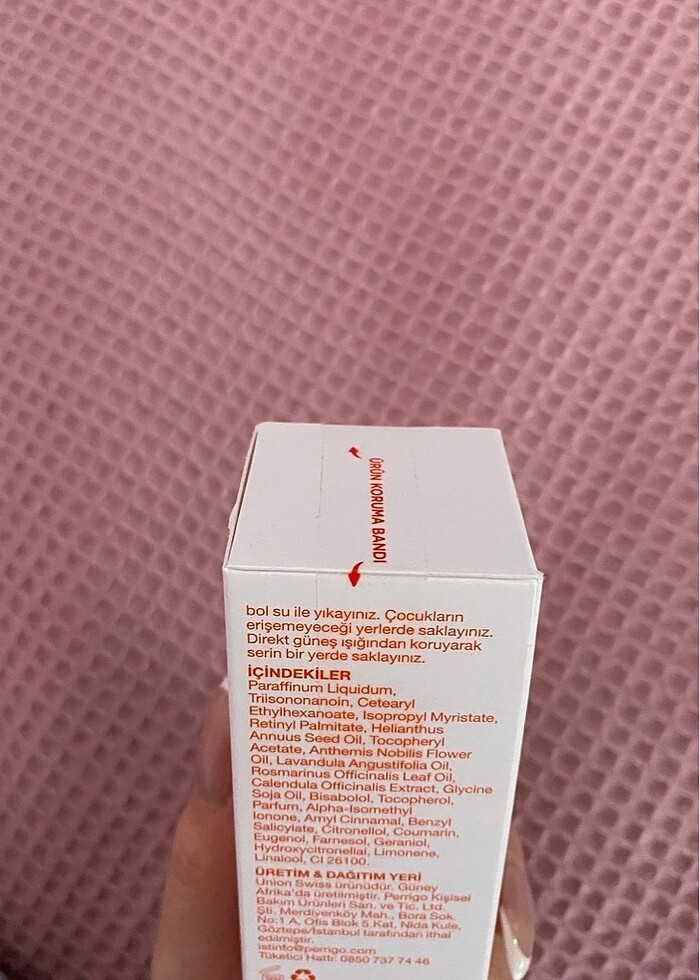 ÜRÜN KORUMA BANDI
bol su ile yıkayınız. Çocukların
erişemeyeceği yerlerde saklayınız.
Direkt güneş ışığından koruyarak
serin bir yerde saklayınız.
İÇİNDEKİLER
Paraffinum Liquidum,
Triisononanoin, Cetearyl
Ethylhexanoate, Isopropyl Myristate,
Retinyl Palmitate, Helianthus
Annuus Seed Oil, Tocopheryl
Acetate, Anthemis Nobilis Flower
Oil, Lavandula Angustifolia Oil,
Rosmarinus Officinalis Leaf Oil,
Calendula Officinalis Extract, Glycine
Soja Oil, Bisabolol, Tocopherol,
Parfum, Alpha-Isomethyl
Ionone, Amyl Cinnamal, Benzyl
Salicylate, Citronellol, Coumarin,
Eugenol, Farnesol, Geraniol,
Hydroxycitronellal, Limonene,
Linalool, CI 26100.
ÜRETİM & DAĞITIM YERİ
Union Swiss ürünüdür. Güney
Afrika'da üretilmiştir. Perrigo Kişisel
Bakım Ürünleri San. ve Tic. Ltd.
Şti. Merdivenköy Mah., Bora Sok.
No:1 A, Ofis Blok 5.Kat, Nida Kule,
Göztepe/İstanbul tarafından ithal
edilmiştir.
istinfo@perrigo.com
Tüketici Hattı: 0850 737 74 46